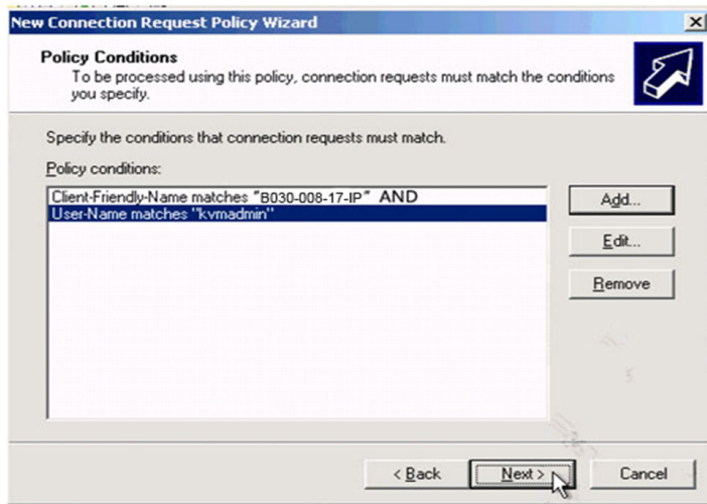 New Connection Request Policy Wizard
Policy Conditions
To be processed using this policy, connection requests must match the conditions
you specify.
Specify the conditions that connection requests must match.
Policy conditions:
Client-Friendly-Name matches "B030-008-17-IP" AND
User-Name matches "kvmadmin"
Add...
Edit...
Remove
< Back
Next >
Cancel